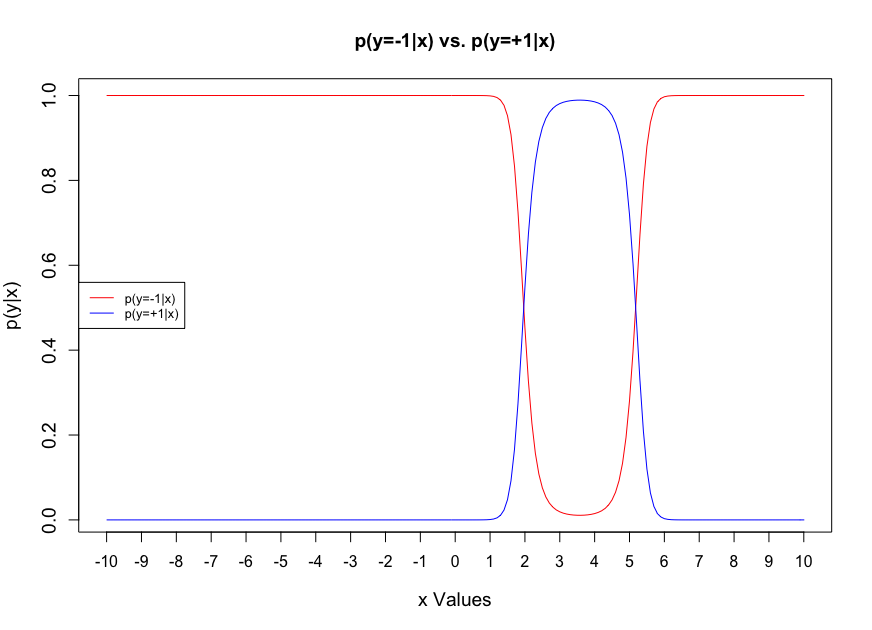 p(y=-1|x) vs. p(y=+1|x)
p(y|x)
1.0
0.8
0.6
0.4
0.2
0.0
p(y=-1|x)
p(y=+1|x)
-10 -9 -8 -7 -6 -5 -4 -3 -2 -1 0 1 2 3 4 5 6 7 8 9 10
x Values